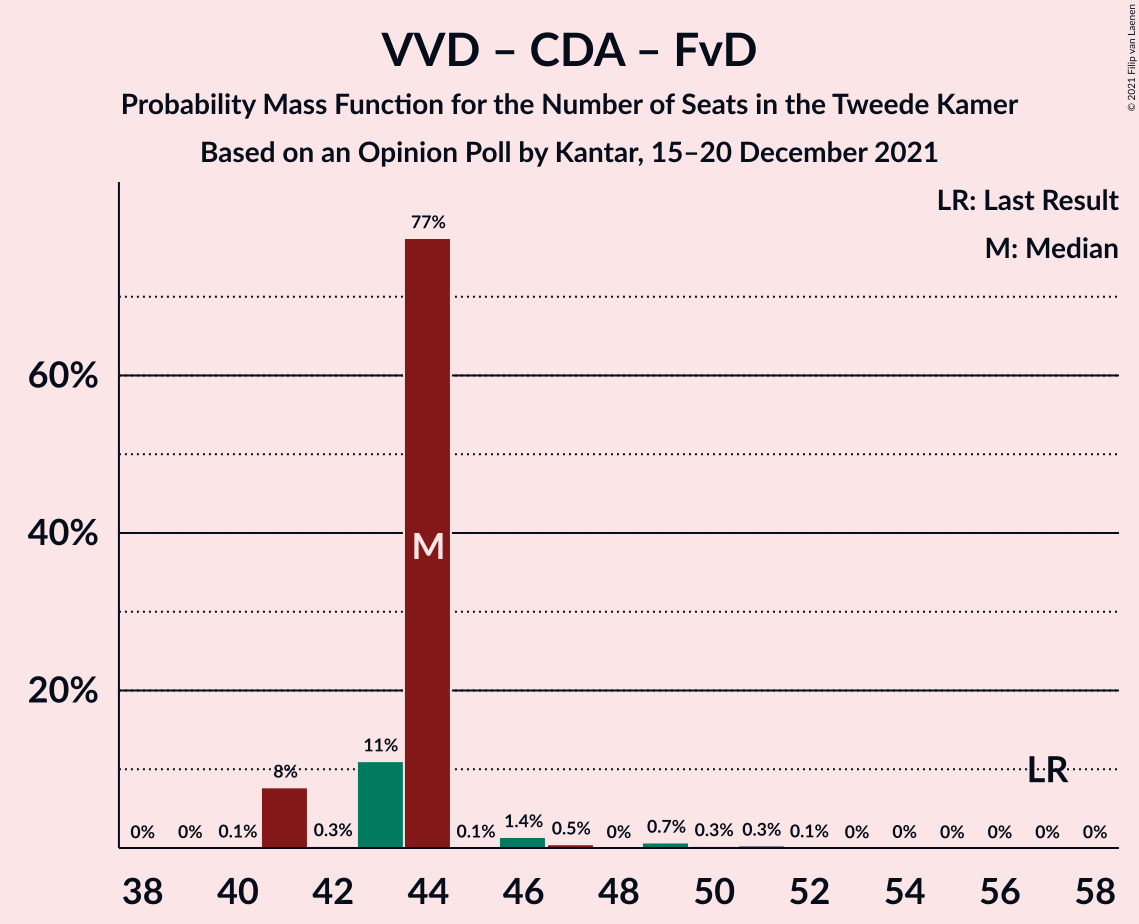 VVD – CDA – FvD
Probability Mass Function for the Number of Seats in the Tweede Kamer
Based on an Opinion Poll by Kantar, 15–20 December 2021
© 2021 Filip van Laenen
LR: Last Result
M: Median
60%
40%
20%
0% 0% 0.1% 8% 0.3% 11% 77% 0.1% 1.4% 0.5% 0% 0.7% 0.3% 0.3% 0.1% 0% 0% 0% 0% 0% 0%
M
LR
38 40 42 44 46 48 50 52 54 56 58